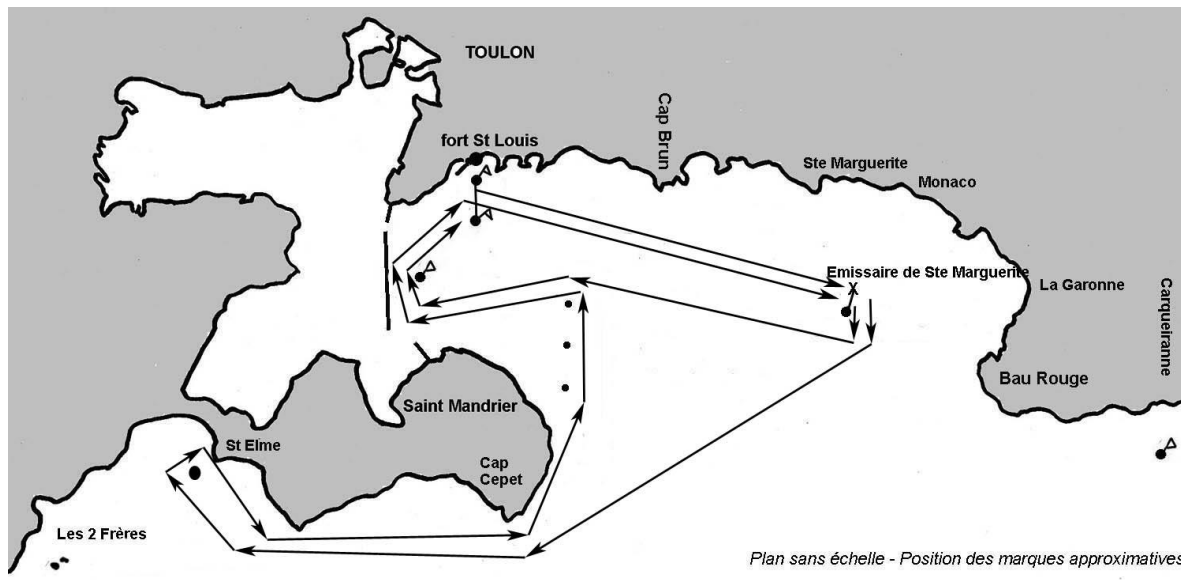 TOULON
Cap Brun
fort St Louis
Ste Marguerite
Monaco
Emissaire de Ste Marguerite
X
La Garonne
Carqueiranne
Bau Rouge
Saint Mandrier
St Elme
Cap
Cepet
Les 2 Frères
Plan sans échelle - Position des marques approximatives